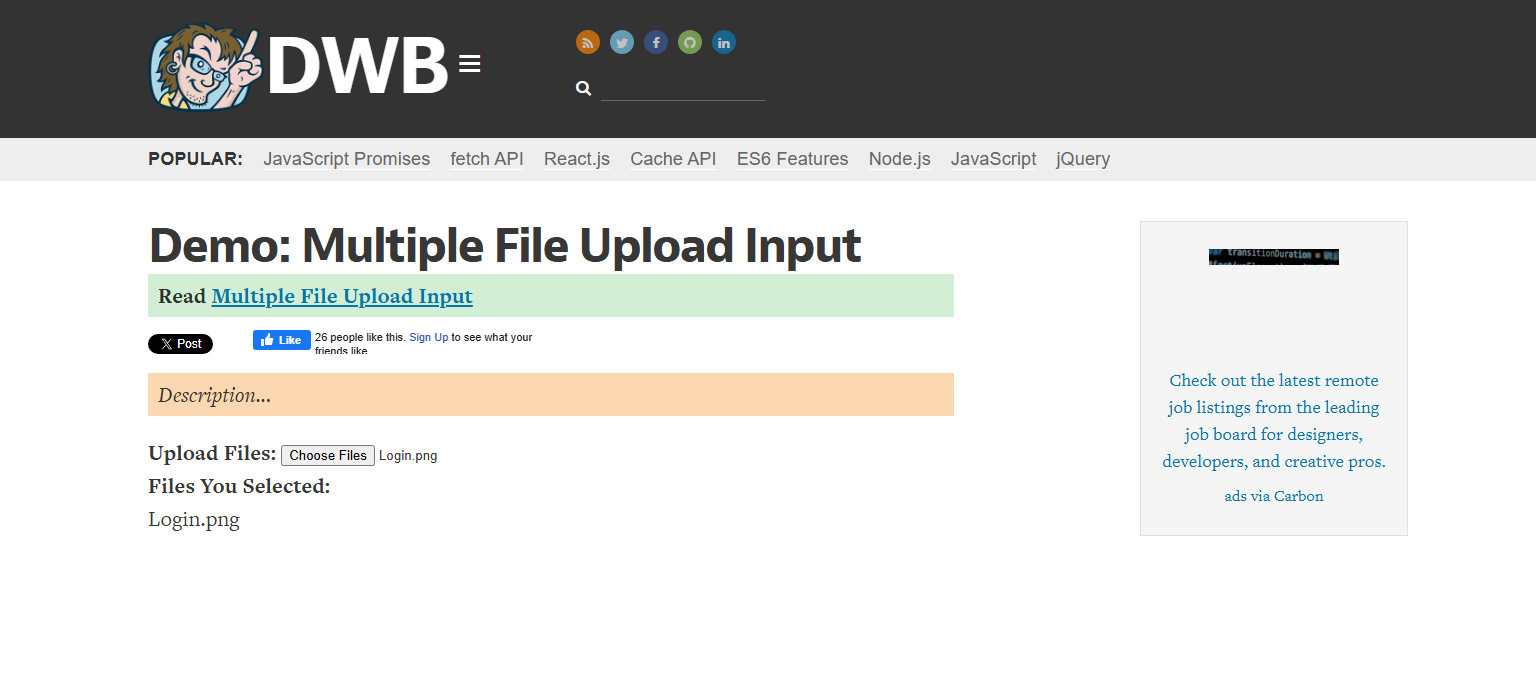 DWB
POPULAR: JavaScript Promises fetch API React.js Cache API ES6 Features Node.js JavaScript jQuery
Demo: Multiple File Upload Input
Read Multiple File Upload Input
Post
Like 26 people like this. Sign Up to see what your
friends like
Description...
Upload Files: Choose Files Login.png
Files You Selected:
Login.png
transitionDuration =
Check out the latest remote
job listings from the leading
job board for designers,
developers, and creative pros.
ads via Carbon